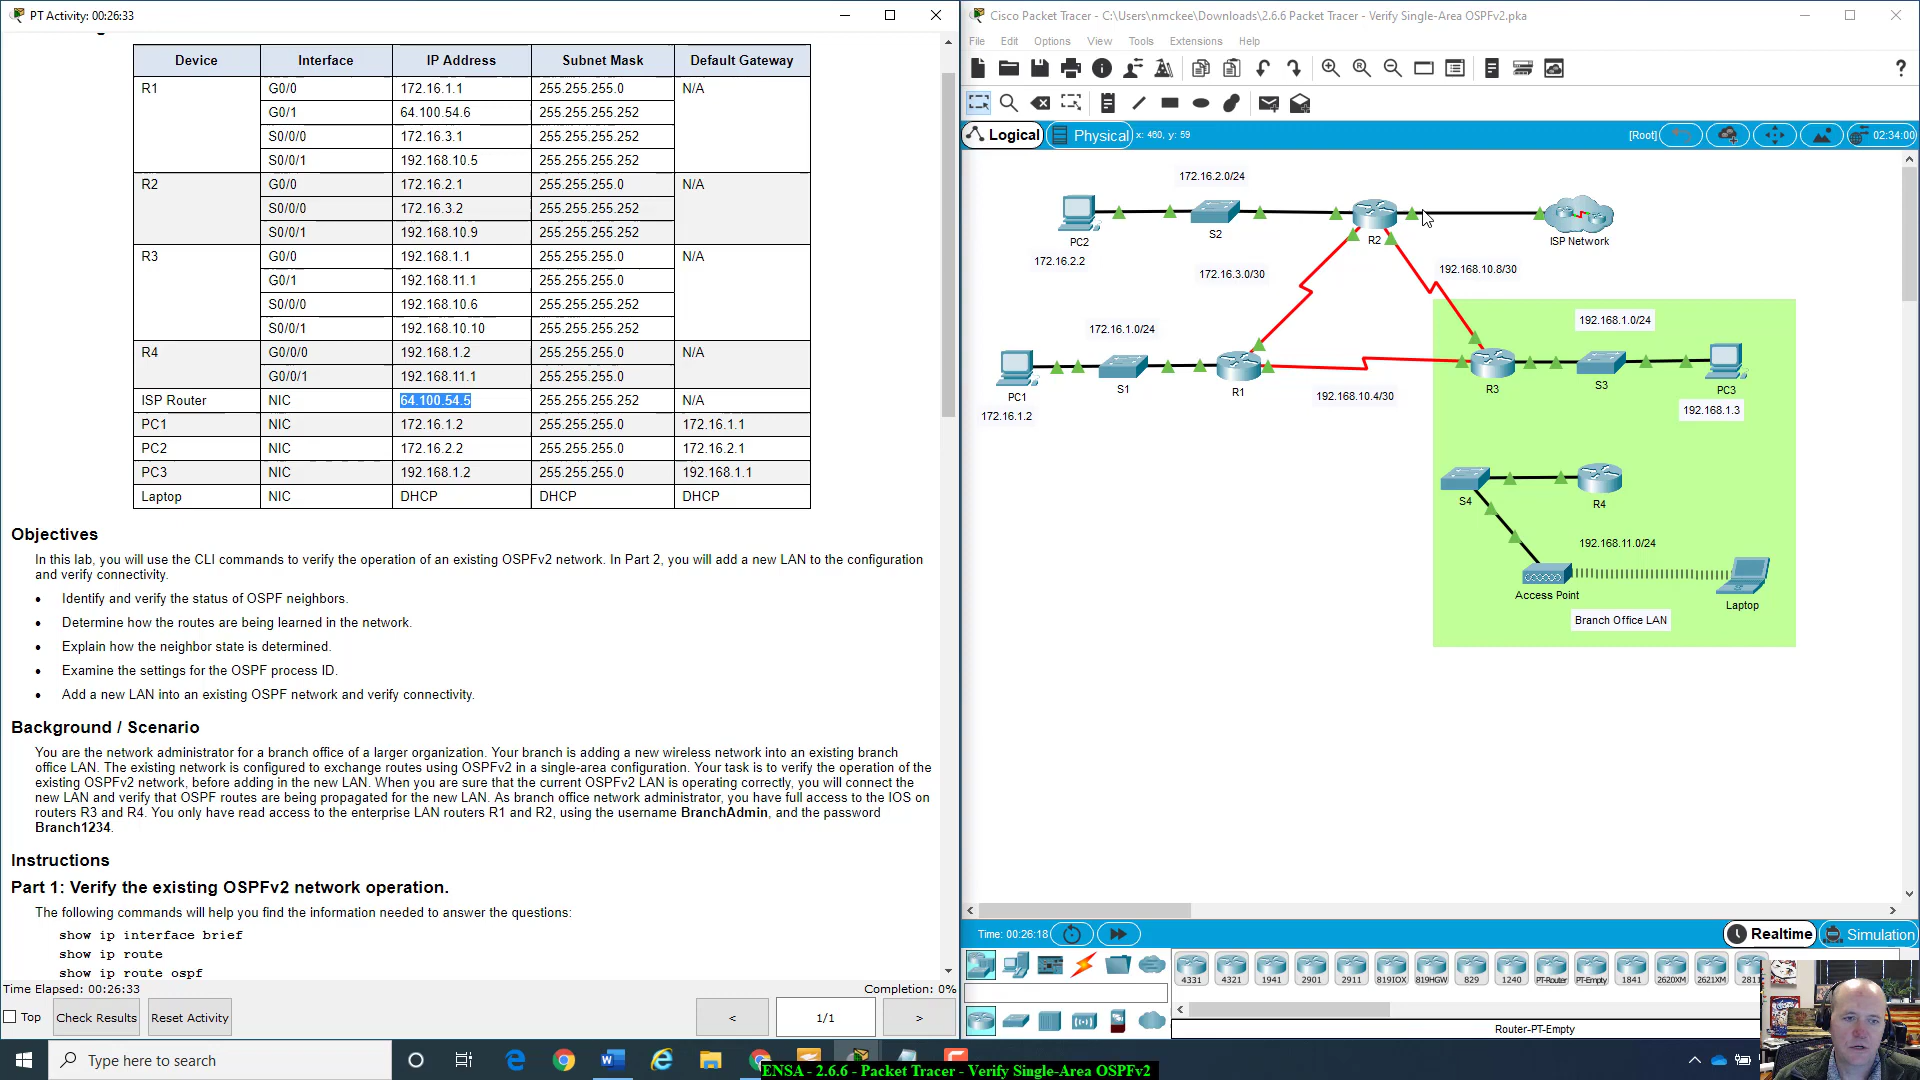 PT Activity: 00:26:33
Device Interface IP Address Subnet Mask Default Gateway
R1 G0/0 172.16.1.1 255.255.255.0 N/A
G0/1 64.100.54.6 255.255.255.252
S0/0/0 172.16.3.1 255.255.255.252
S0/0/1 192.168.10.5 255.255.255.252
R2 G0/0 172.16.2.1 255.255.255.0 N/A
S0/0/0 172.16.3.2 255.255.255.252
S0/0/1 192.168.10.9 255.255.255.252
R3 G0/0 192.168.1.1 255.255.255.0 N/A
G0/1 192.168.11.1 255.255.255.0
S0/0/0 192.168.10.6 255.255.255.252
S0/0/1 192.168.10.10 255.255.255.252
R4 G0/0/0 192.168.1.2 255.255.255.0 N/A
G0/0/1 192.168.11.1 255.255.255.0
ISP Router NIC 64.100.54.5 255.255.255.252 N/A
PC1 NIC 172.16.1.2 255.255.255.0 172.16.1.1
PC2 NIC 172.16.2.2 255.255.255.0 172.16.2.1
PC3 NIC 192.168.1.2 255.255.255.0 192.168.1.1
Laptop NIC DHCP DHCP DHCP
Objectives
In this lab, you will use the CLI commands to verify the operation of an existing OSPFv2 network. In Part 2, you will add a new LAN to the configuration
and verify connectivity.
• Identify and verify the status of OSPF neighbors.
• Determine how the routes are being learned in the network.
• Explain how the neighbor state is determined.
• Examine the settings for the OSPF process ID.
• Add a new LAN into an existing OSPF network and verify connectivity.
Background / Scenario
You are the network administrator for a branch office of a larger organization. Your branch is adding a new wireless network into an existing branch
office LAN. The existing network is configured to exchange routes using OSPFv2 in a single-area configuration. Your task is to verify the operation of the
existing OSPFv2 network, before adding in the new LAN. When you are sure that the current OSPFv2 LAN is operating correctly, you will connect the
new LAN and verify that OSPF routes are being propagated for the new LAN. As branch office network administrator, you have full access to the IOS on
routers R3 and R4. You only have read access to the enterprise LAN routers R1 and R2, using the username BranchAdmin, and the password
Branch1234.
Instructions
Part 1: Verify the existing OSPFv2 network operation.
The following commands will help you find the information needed to answer the questions:
show ip interface brief
show ip route
show ip route ospf
Time Elapsed: 00:26:33 Completion: 0%
Top Check Results Reset Activity < 1/1 >
Cisco Packet Tracer - C:\Users\nmckee\Downloads\2.6.6 Packet Tracer - Verify Single-Area OSPFv2.pka
File Edit Options View Tools Extensions Help
?
Logical Physical x: 460, y: 59 [Root] 02:34:00
172.16.2.0/24
PC2 S2 R2 ISP Network
172.16.2.2
172.16.3.0/30 192.168.10.8/30
172.16.1.0/24 192.168.1.0/24
PC1 S1 R1 R3 S3 PC3
172.16.1.2 192.168.10.4/30 192.168.1.3
S4 R4
192.168.11.0/24
Access Point Laptop
Branch Office LAN
Time: 00:26:18 Realtime Simulation
4331 4321 1941 2901 2911 819IOX 819HGW 829 1240 PT-Router PT-Empty 1841 2620XM 2621XM 2811
Router-PT-Empty
Type here to search
ENSA - 2.6.6 - Packet Tracer - Verify Single-Area OSPFv2